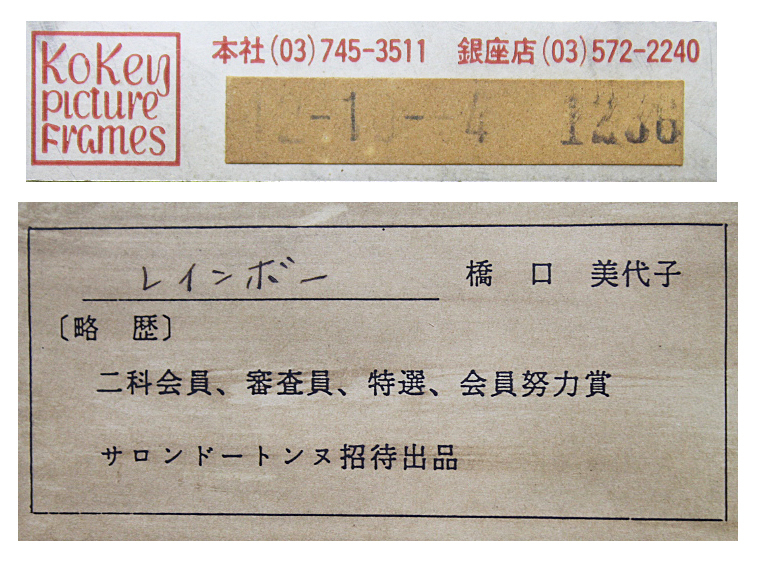 KoKey
picture
Frames
本社(03)745-3511 銀座店(03)572-2240
1236
レインボー 橋口 美代子
〔略 歴〕
二科会員、審査員、特選、会員努力賞
サロンドートンヌ招待出品